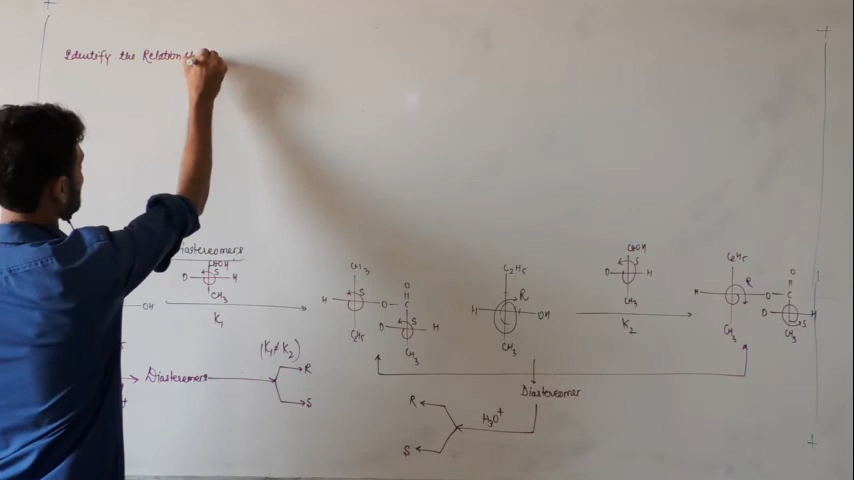 Identify the Relation
Diastereomers
COOH
D S H
CH3
OH
K1
CH3
H S O C O
C2H5
D S H
CH3
C2H5
H R OH
CH3
COOH
D S H
CH3
K2
C2H5
H R O C O
CH3
D S H
CH3
(K1 ≠ K2)
Diastereomers
R
S
Diastereomer
R
H3O+
S